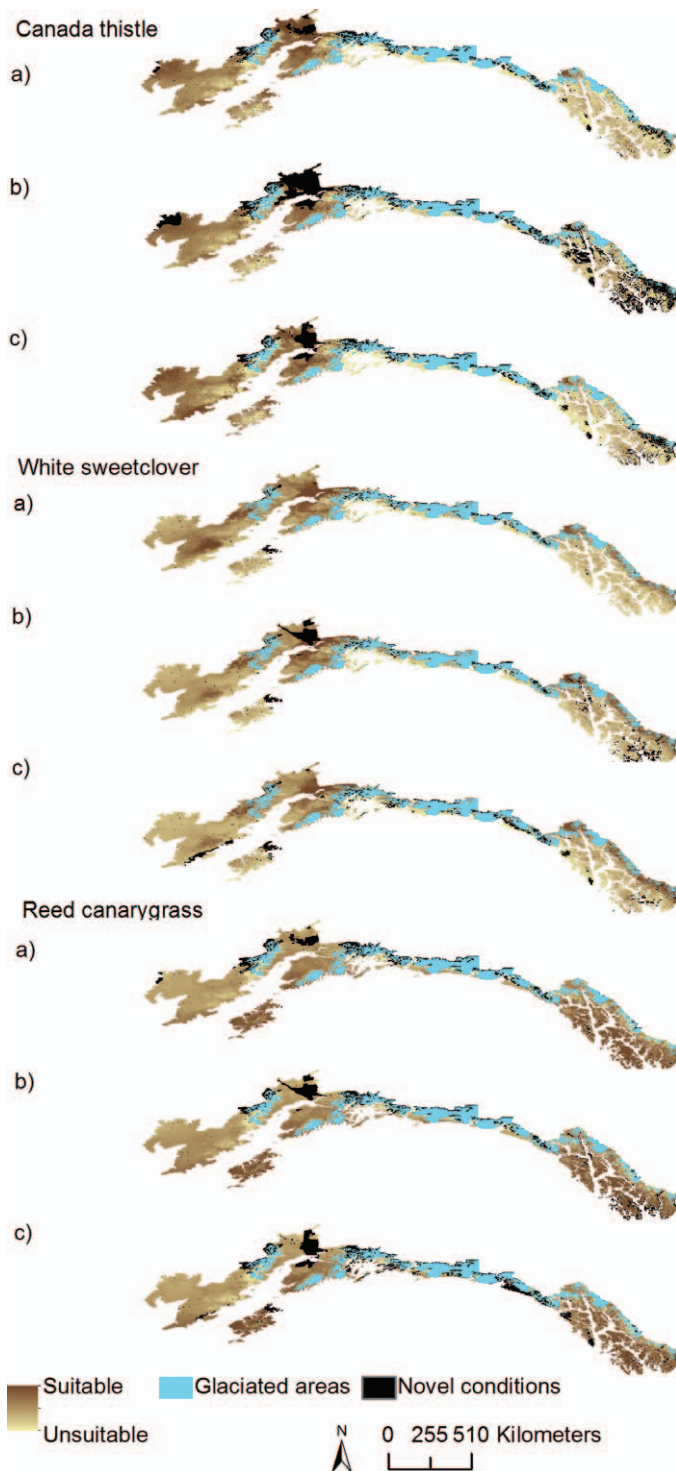 Canada thistle
a)
b)
c)
White sweetclover
a)
b)
c)
Reed canarygrass
a)
b)
c)
Suitable Glaciated areas Novel conditions
Unsuitable
N
0 255 510 Kilometers